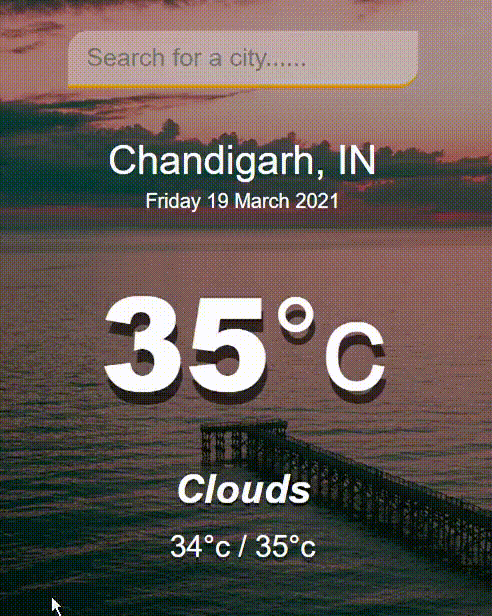 Search for a city......
Chandigarh, IN
Friday 19 March 2021
35°c
Clouds
34°c / 35°c